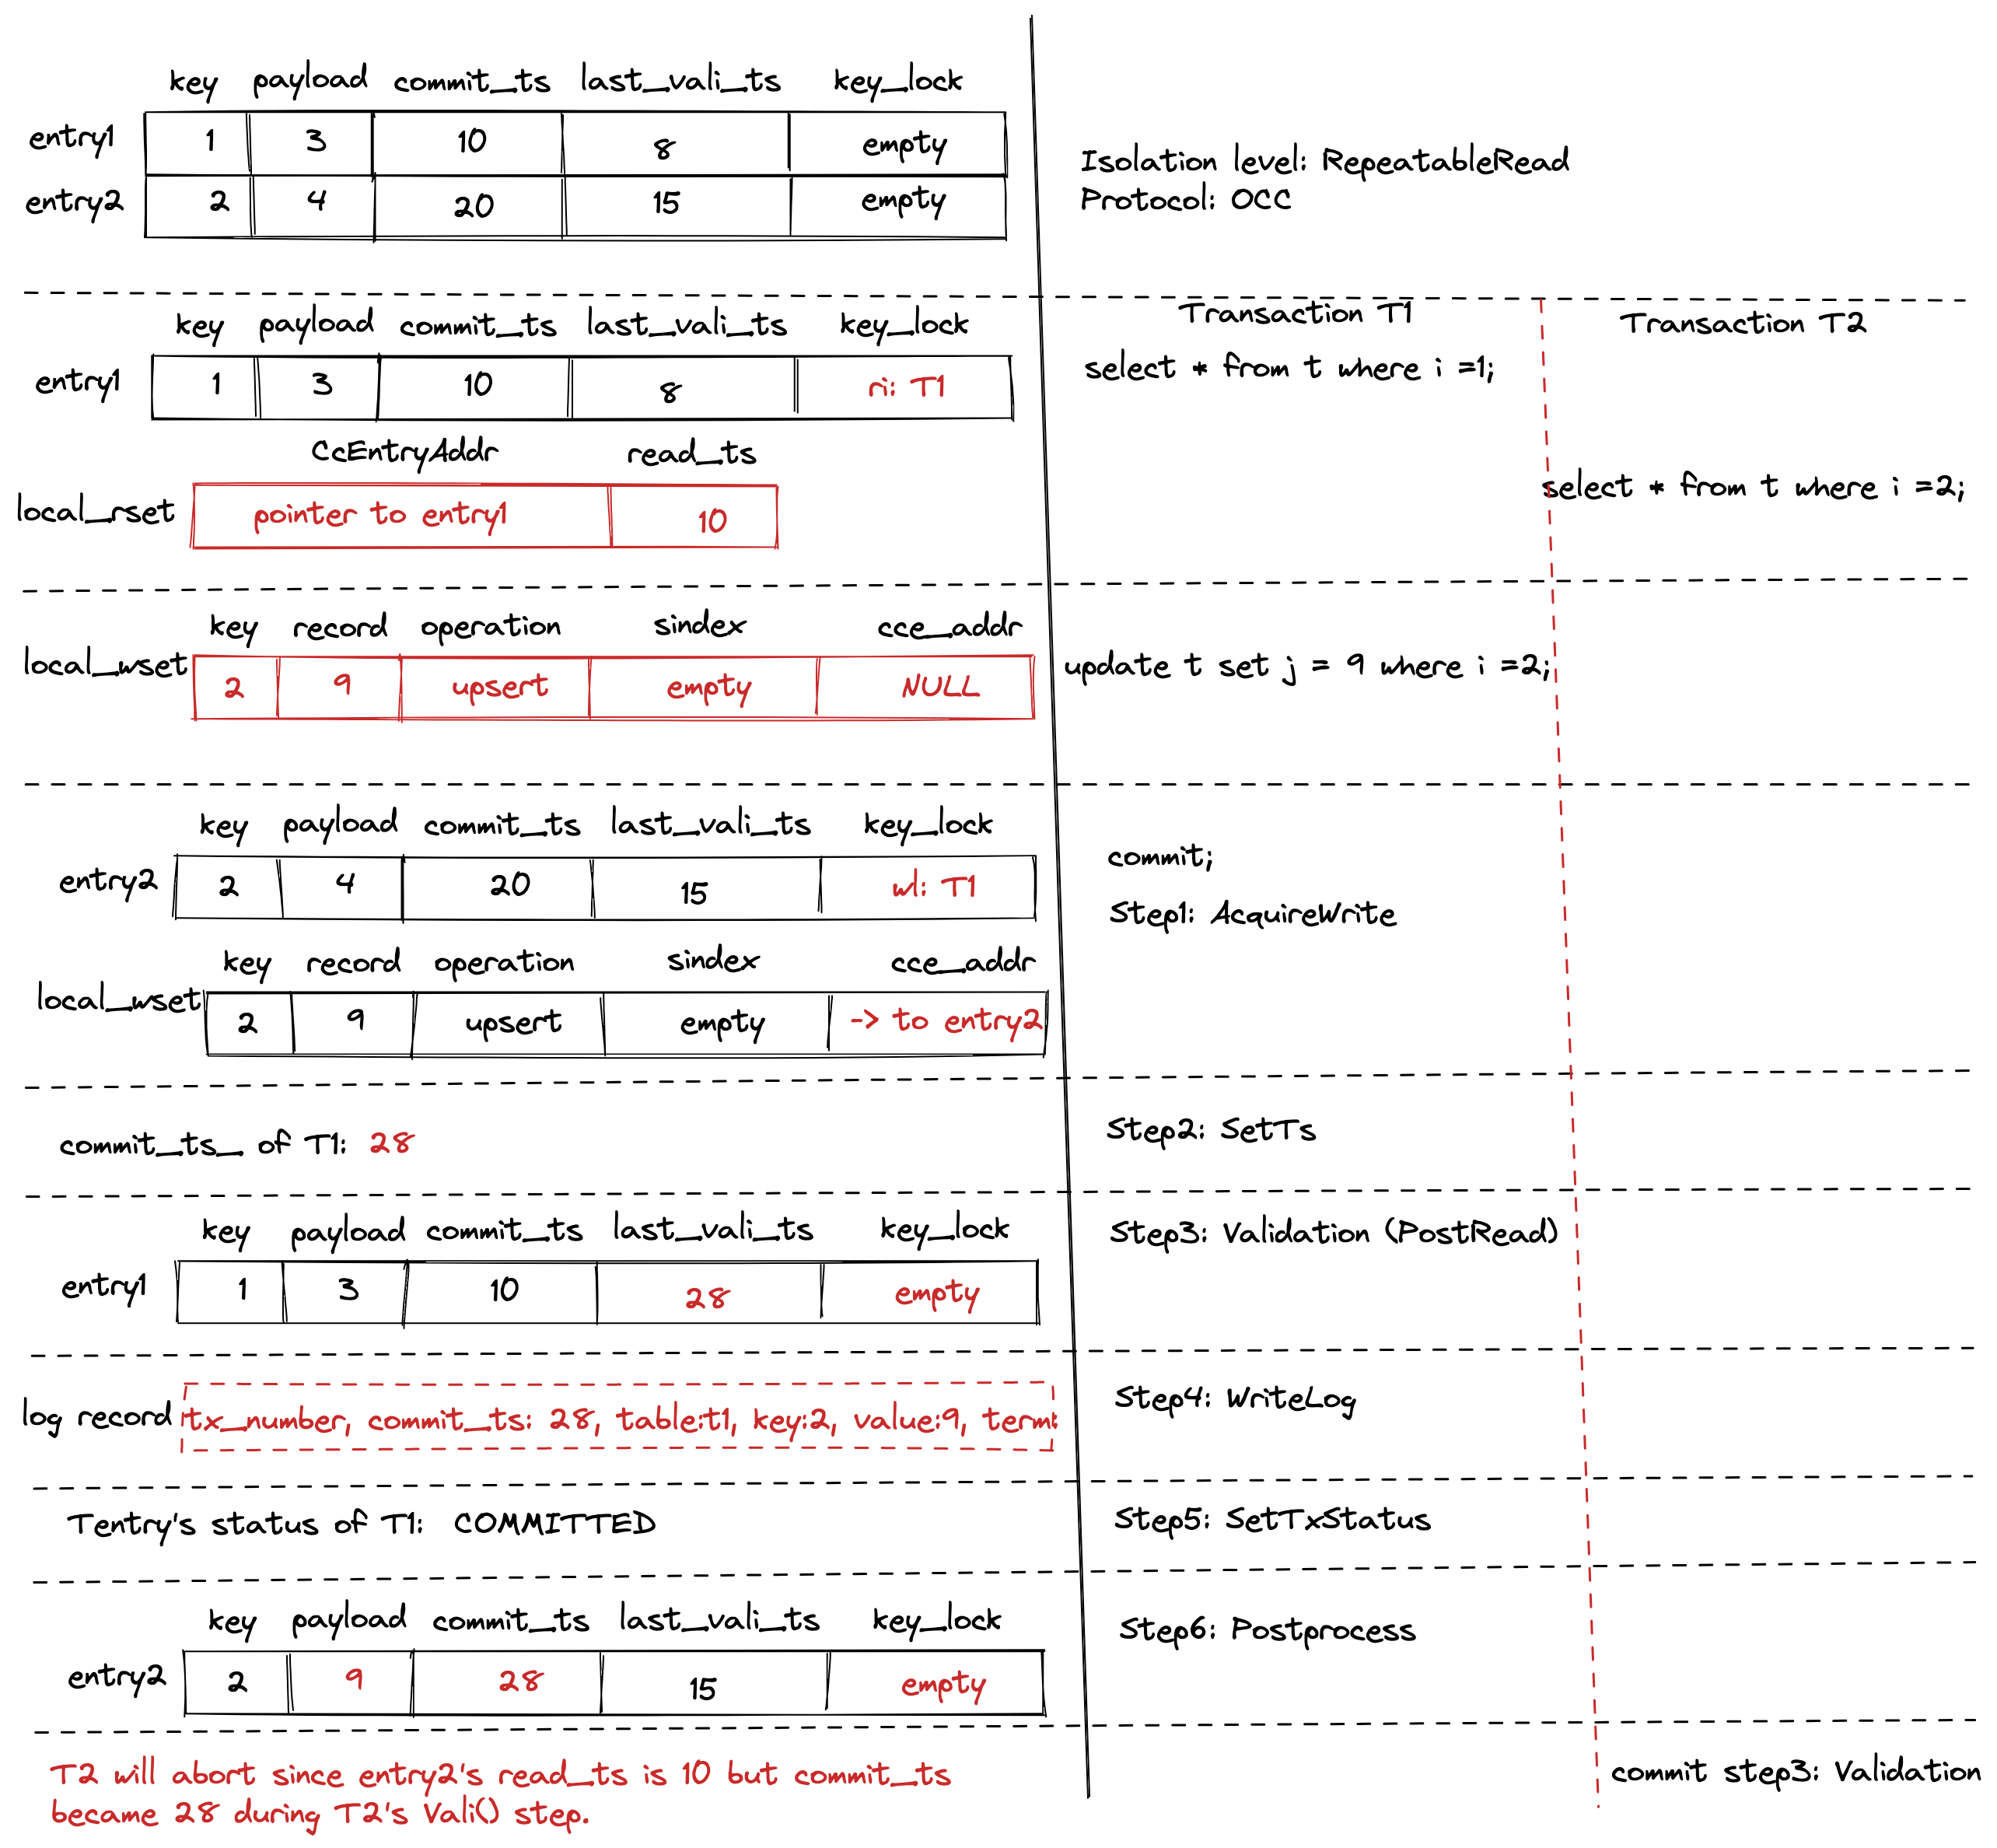 key payload commit_ts last_vali_ts key_lock
entry1 1 3 10 8 empty
entry2 2 4 20 15 empty
Isolation level: RepeatableRead
Protocol: OCC
Transaction T1
Transaction T2
key payload commit_ts last_vali_ts key_lock
entry1 1 3 10 8 ri: T1
select * from t where i =1;
CcEntryAddr read_ts
local_rset pointer to entry1 10
select * from t where i =2;
key record operation sindex cce_addr
local_wset 2 9 upsert empty NULL
update t set j = 9 where i =2;
key payload commit_ts last_vali_ts key_lock
entry2 2 4 20 15 wl: T1
commit;
Step1: AcquireWrite
key record operation sindex cce_addr
local_wset 2 9 upsert empty -> to entry2
commit_ts_ of T1: 28
Step2: SetTs
key payload commit_ts last_vali_ts key_lock
entry1 1 3 10 28 empty
Step3: Validation (PostRead)
log record tx_number, commit_ts: 28, table:t1, key:2, value:9, term:
Step4: WriteLog
Tentry's status of T1: COMMITTED
Step5: SetTxStatus
key payload commit_ts last_vali_ts key_lock
entry2 2 9 28 15 empty
Step6: Postprocess
T2 will abort since entry2's read_ts is 10 but commit_ts
became 28 during T2's Vali() step.
commit step3: Validation